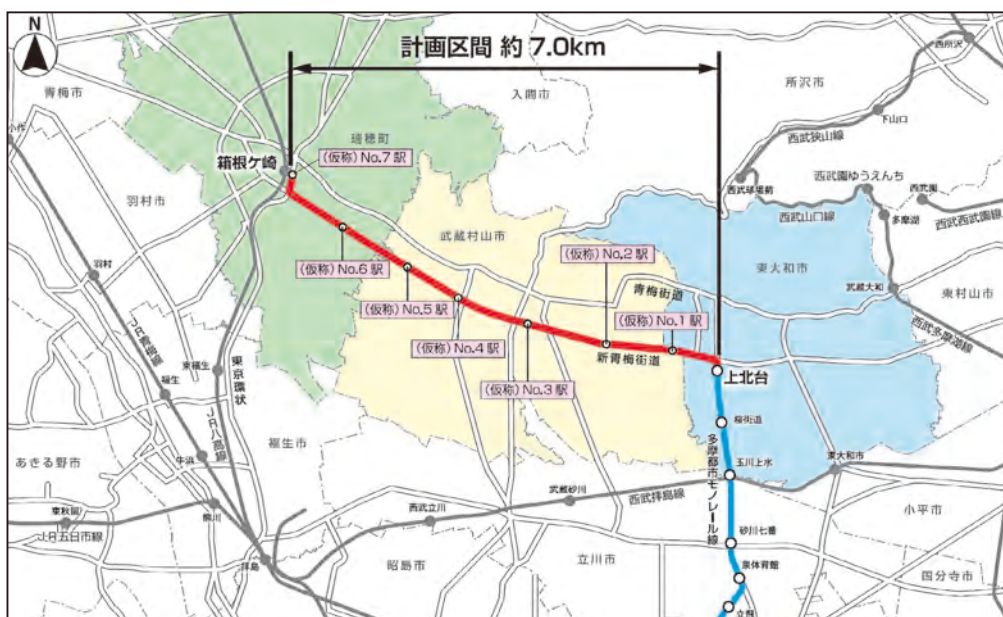 N
計画区間 約 7.0km
青梅市
入間市
所沢市
西所沢
下山口
西武狭山線
小作
瑞穂町
箱根ケ崎
(仮称) No.7 駅
西武球場前
西武園ゆうえんち
西武園
西武山口線
多摩湖
西武西武園線
羽村市
武蔵村山市
東大和市
(仮称) No.2 駅
(仮称) No.6 駅
青梅街道
武蔵大和
東村山市
羽村
(仮称) No.5 駅
(仮称) No.1 駅
西武多摩湖線
(仮称) No.4 駅
新青梅街道
JR青梅線
東京環状
(仮称) No.3 駅
上北台
東福生
福生
JR八高線
福生市
桜街道
多摩都市モノレール線
あきる野市
牛浜
玉川上水
東大和市
武蔵砂川
西武拝島線
東秋留
熊川
西武立川
小平市
JR五日市線
砂川七番
拝島
昭島市
立川市
泉体育館
国分寺市
立飛